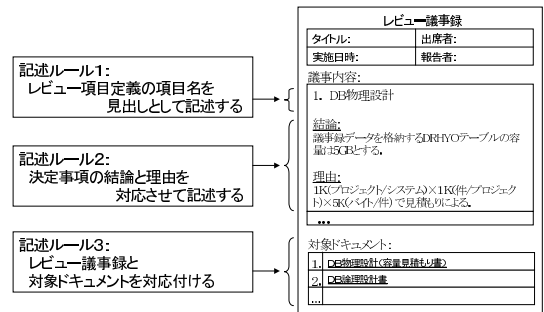 記述ルール1:
レビュー項目定義の項目名を
見出しとして記述する
記述ルール2:
決定事項の結論と理由を
対応させて記述する
記述ルール3:
レビュー議事録と
対象ドキュメントを対応付ける
レビュー議事録
タイトル: 出席者:
実施日時: 報告者:
議事内容:
1. DB物理設計
結論:
議事録データを格納するDRHYOテーブルの容
量は5GBとする。
理由:
1K(プロジェクト/システム)×1K(件/プロジェク
ト)×5K(バイト/件) で見積もりによる.
...
対象ドキュメント:
1. DB物理設計(容量見積もり書)
2. DB論理設計書
...